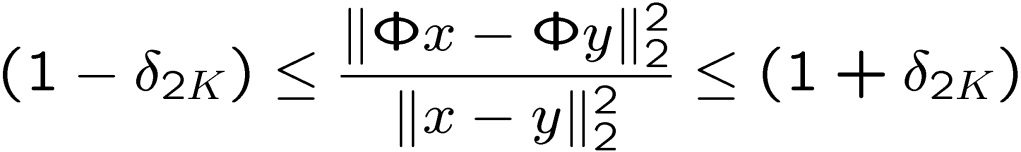 (1 − δ_{2K}) ≤ \frac{‖Φx − Φy‖_2^2}{‖x − y‖_2^2} ≤ (1 + δ_{2K})